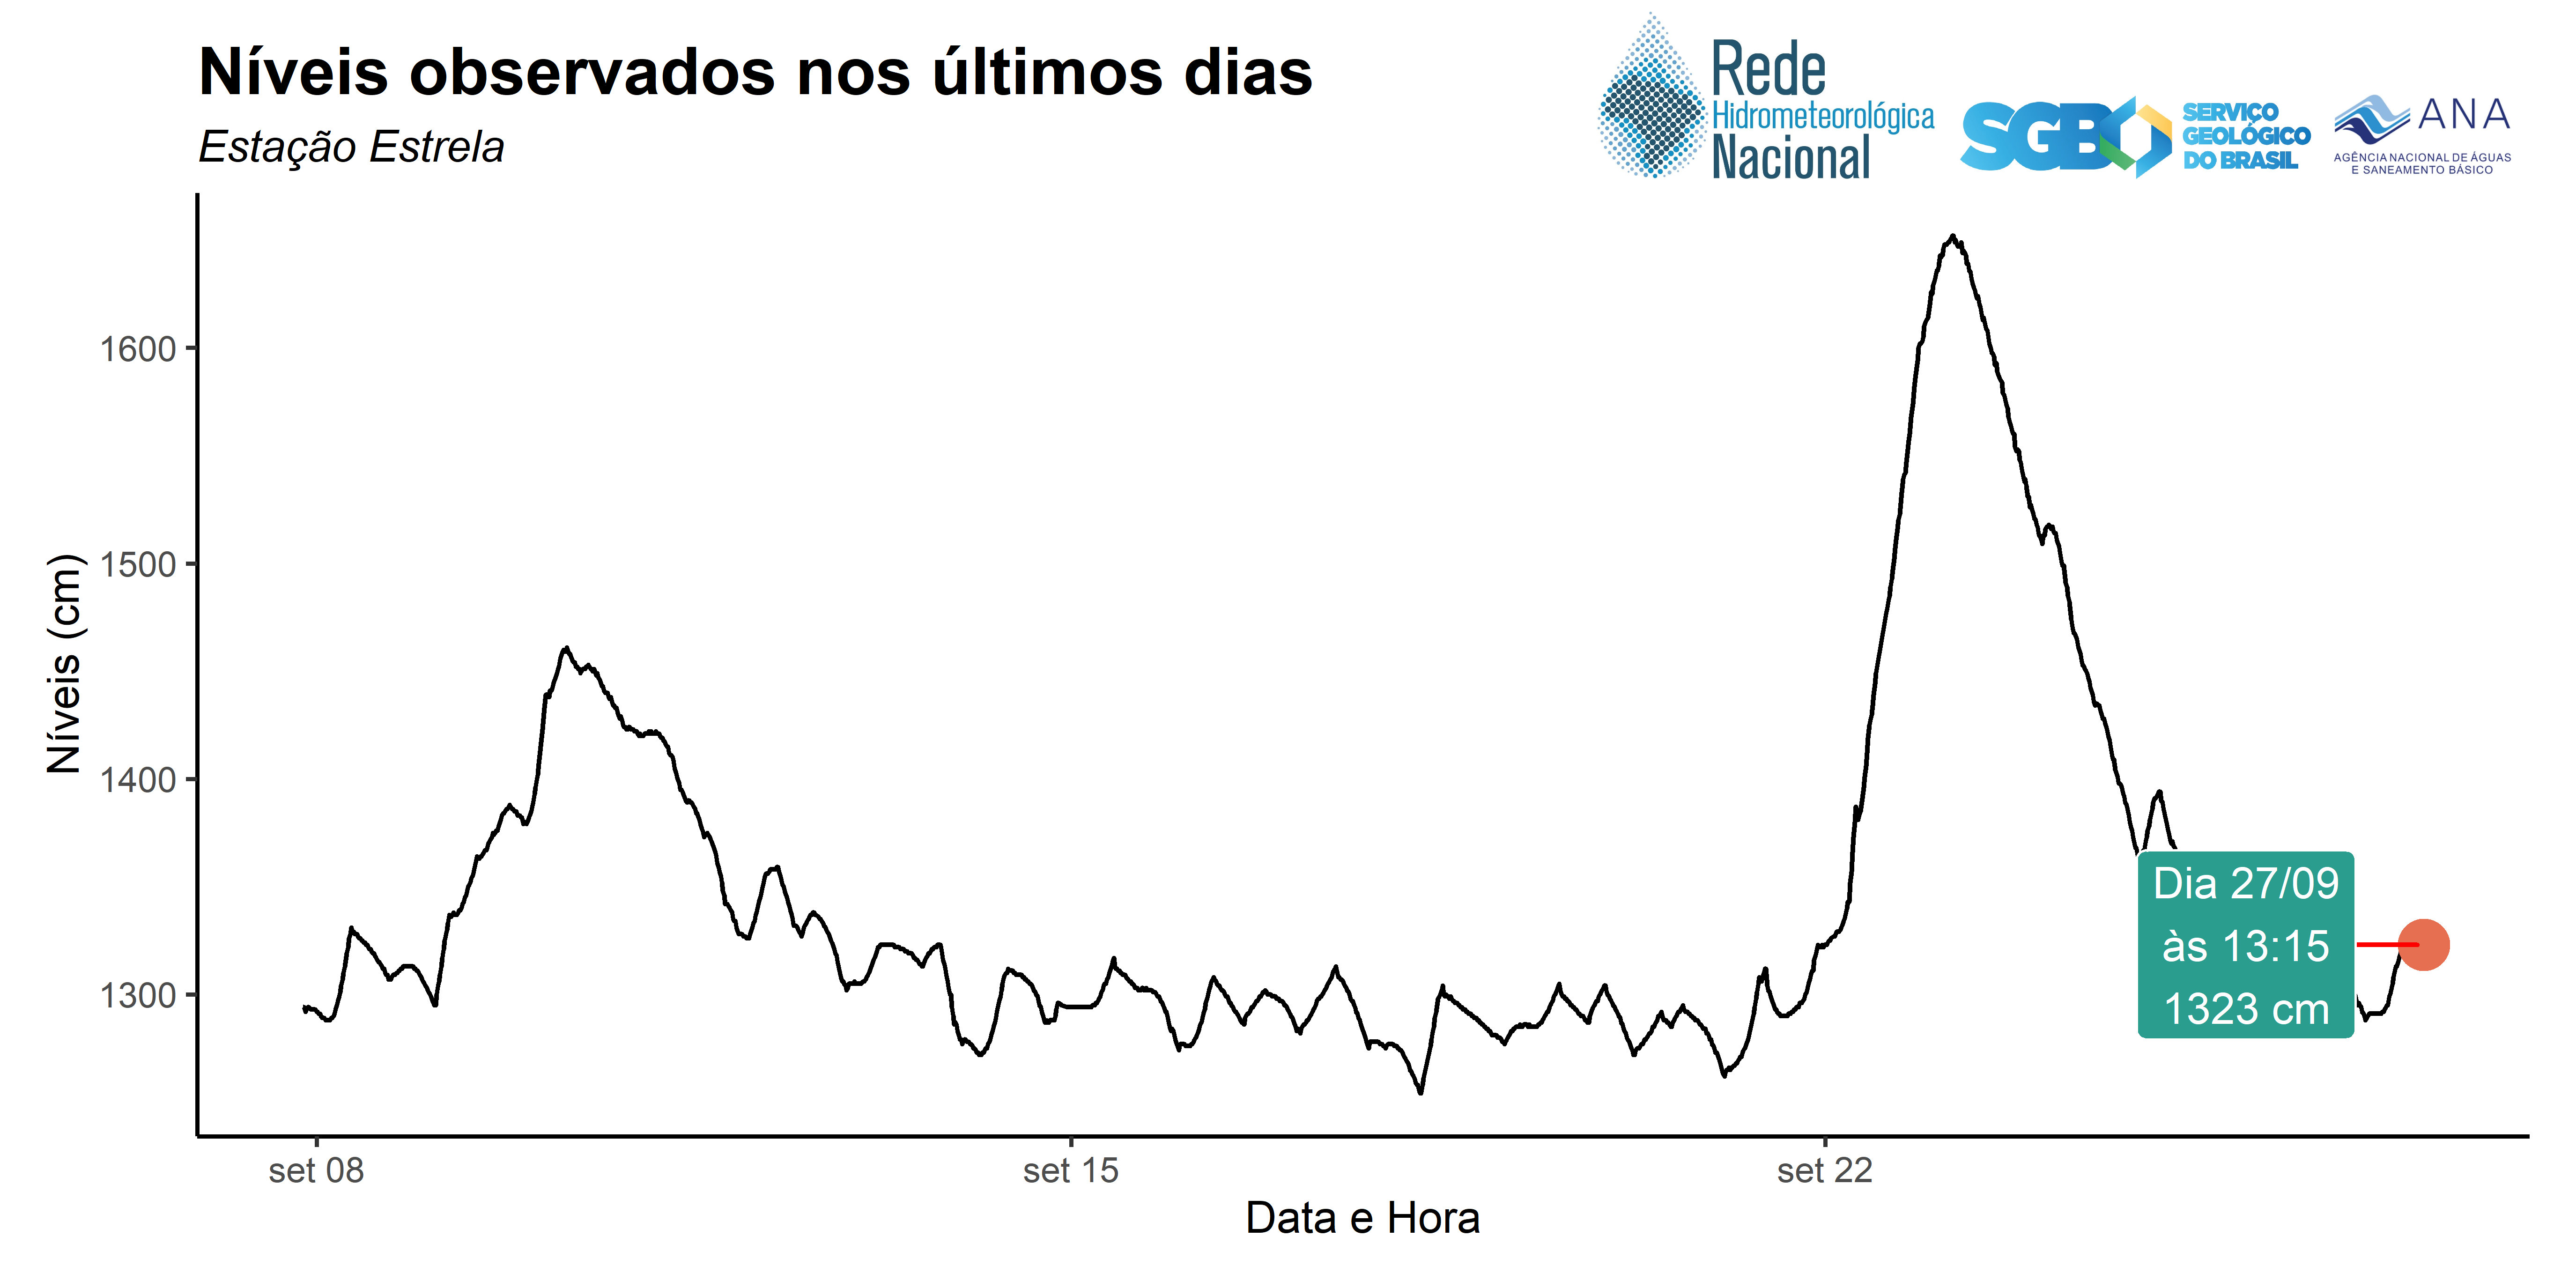 Níveis observados nos últimos dias
Estação Estrela
Rede
Hidrometeorológica
Nacional
SGB
SERVIÇO
GEOLÓGICO
DO BRASIL
ANA
AGÊNCIA NACIONAL DE ÁGUAS
E SANEAMENTO BÁSICO
Níveis (cm)
1600
1500
1400
1300
Dia 27/09
às 13:15
1323 cm
set 08
set 15
set 22
Data e Hora